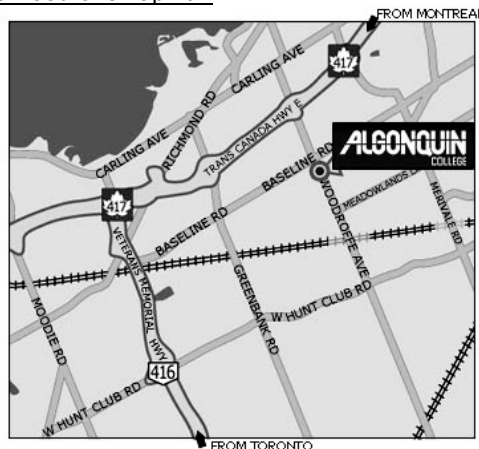 FROM MONTREAL
417
CARLING AVE
RICHMOND RD
CARLING AVE
TRANS CANADA HWY E
ALGONQUIN
COLLEGE
BASELINE RD
MEADOWLANDS D
WOODROFFE AVE
MERIVALE RD
417
BASELINE RD
VETERANS MEMORIAL HWY
GREENBANK RD
MOODIE RD
W HUNT CLUB RD
416
W HUNT CLUB RD
FROM TORONTO